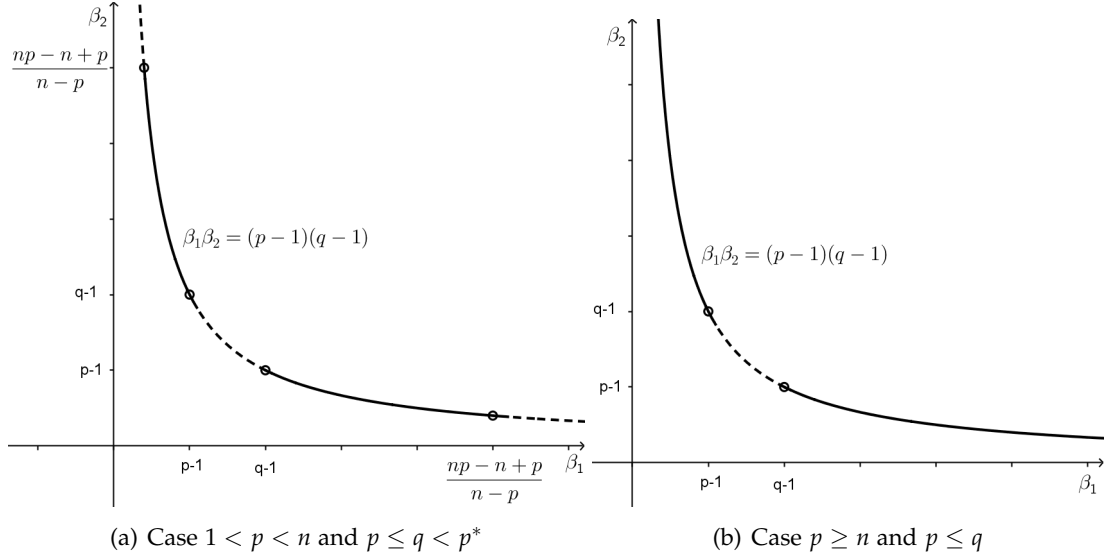 β₂
(np − n + p)/(n − p)
β₁β₂ = (p − 1)(q − 1)
q-1
p-1
p-1
q-1
(np − n + p)/(n − p)
β₁
(a) Case 1 < p < n and p ≤ q < p*
β₂
β₁β₂ = (p − 1)(q − 1)
q-1
p-1
p-1
q-1
β₁
(b) Case p ≥ n and p ≤ q